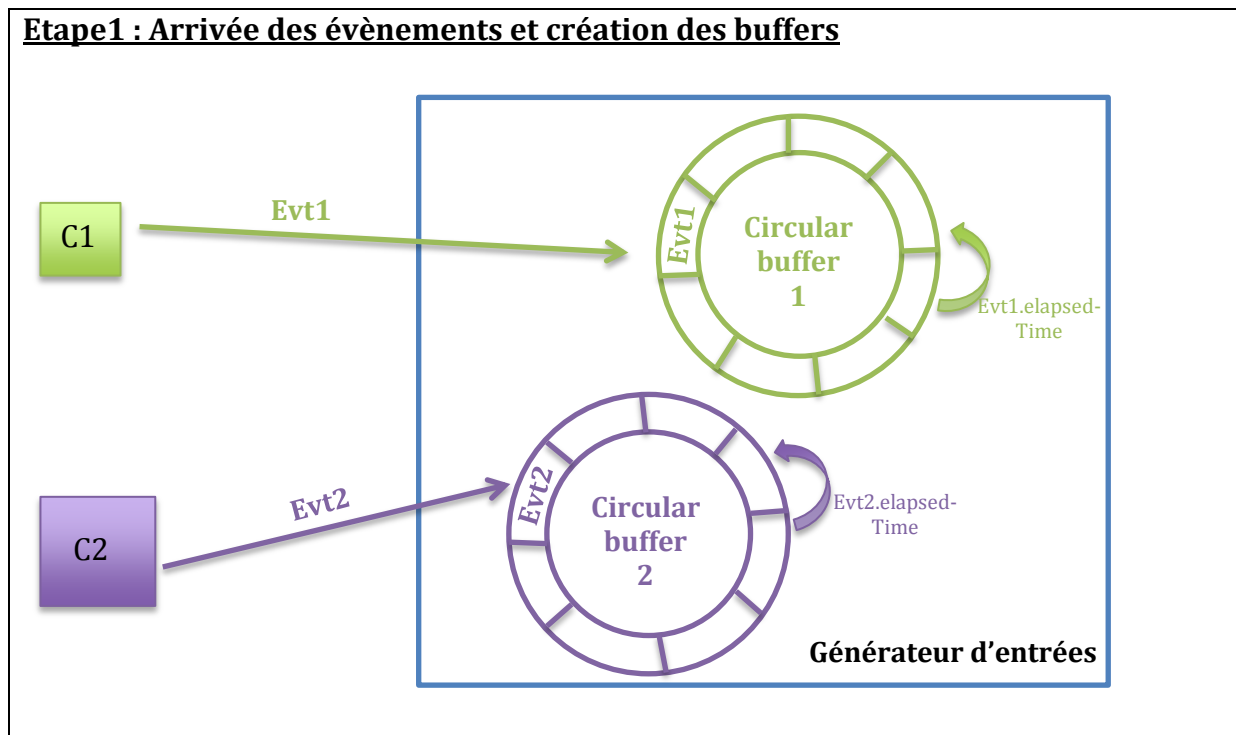 Etape1 : Arrivée des évènements et création des buffers
C1
Evt1
Evt1
Circular
buffer
1
Evt1.elapsed-
Time
C2
Evt2
Evt2
Circular
buffer
2
Evt2.elapsed-
Time
Générateur d'entrées